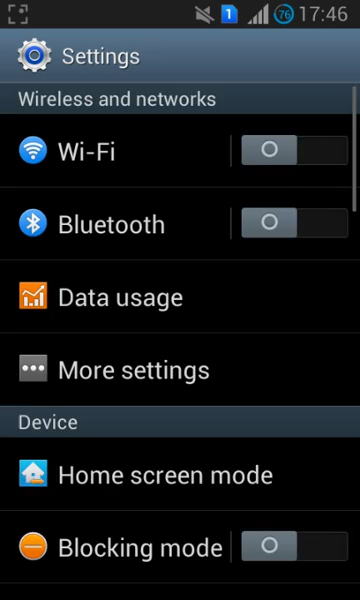 1 76 17:46
Settings
Wireless and networks
Wi-Fi
Bluetooth
Data usage
More settings
Device
Home screen mode
Blocking mode